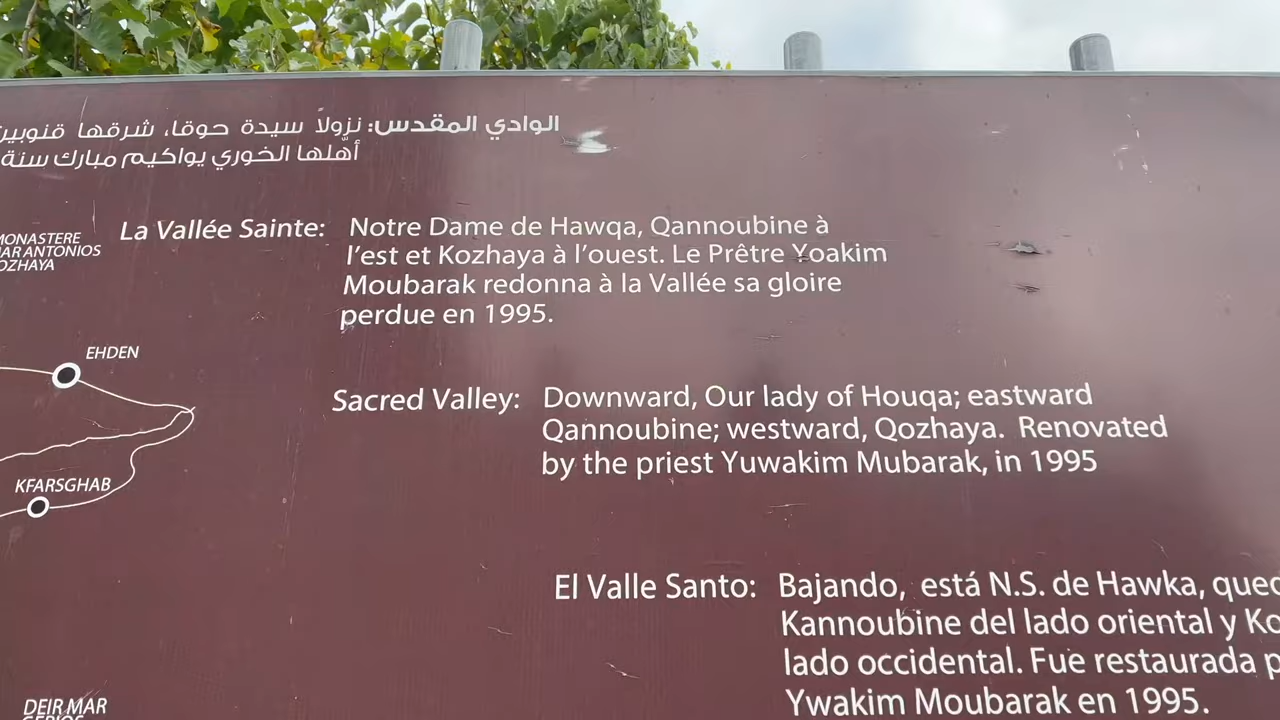 الوادي المقدس: نزولاً سيدة حوقا، شرقها قنوبين
أهّلها الخوري يواكيم مبارك سنة
La Vallée Sainte: Notre Dame de Hawqa, Qannoubine à
l'est et Kozhaya à l'ouest. Le Prêtre Yoakim
Moubarak redonna à la Vallée sa gloire
perdue en 1995.
MONASTERE
MAR ANTONIOS
KOZHAYA
EHDEN
Sacred Valley: Downward, Our lady of Houqa; eastward
Qannoubine; westward, Qozhaya. Renovated
by the priest Yuwakim Mubarak, in 1995
KFARSGHAB
El Valle Santo: Bajando, está N.S. de Hawka,
Kannoubine del lado oriental y
lado occidental. Fue restaurada
Ywakim Moubarak en 1995.
DEIR MAR